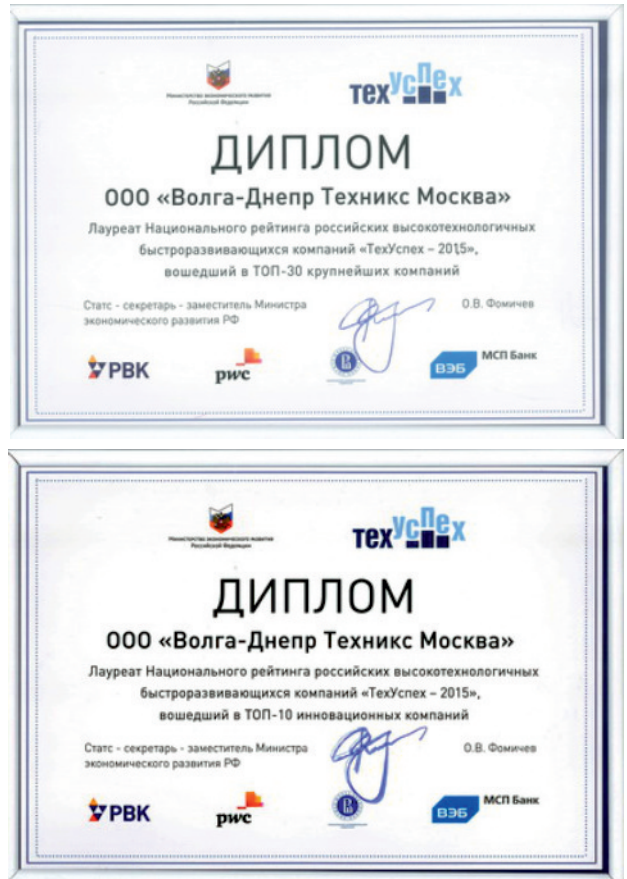 Министерство экономического развития
Российской Федерации
техУспех
ДИПЛОМ
ООО «Волга-Днепр Техникс Москва»
Лауреат Национального рейтинга российских высокотехнологичных
быстроразвивающихся компаний «ТехУспех – 2015»,
вошедший в ТОП-30 крупнейших компаний
Статс - секретарь - заместитель Министра
экономического развития РФ
О.В. Фомичев
РВК
pwc
ВЭБ
МСП Банк
Министерство экономического развития
Российской Федерации
техУспех
ДИПЛОМ
ООО «Волга-Днепр Техникс Москва»
Лауреат Национального рейтинга российских высокотехнологичных
быстроразвивающихся компаний «ТехУспех – 2015»,
вошедший в ТОП-10 инновационных компаний
Статс - секретарь - заместитель Министра
экономического развития РФ
О.В. Фомичев
РВК
pwc
ВЭБ
МСП Банк